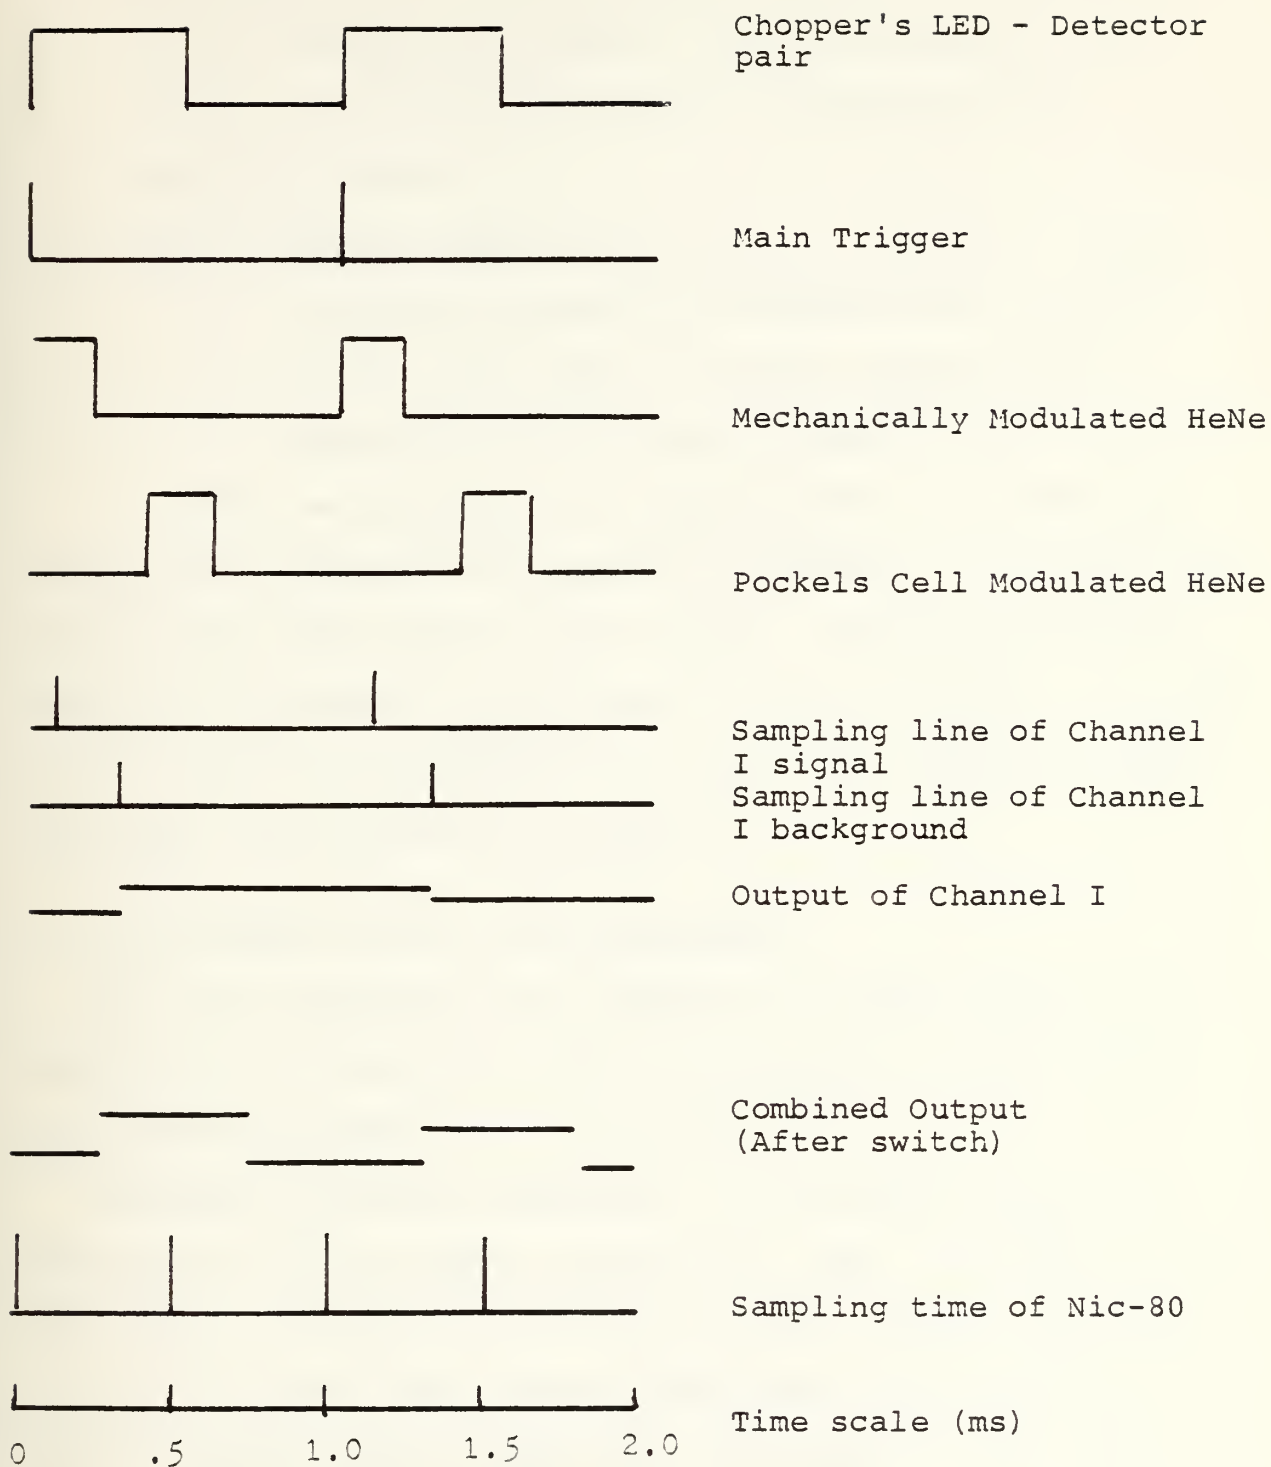 Chopper's LED - Detector
pair
Main Trigger
Mechanically Modulated HeNe
Pockels Cell Modulated HeNe
Sampling line of Channel
I signal
Sampling line of Channel
I background
Output of Channel I
Combined Output
(After switch)
Sampling time of Nic-80
Time scale (ms)
0 .5 1.0 1.5 2.0